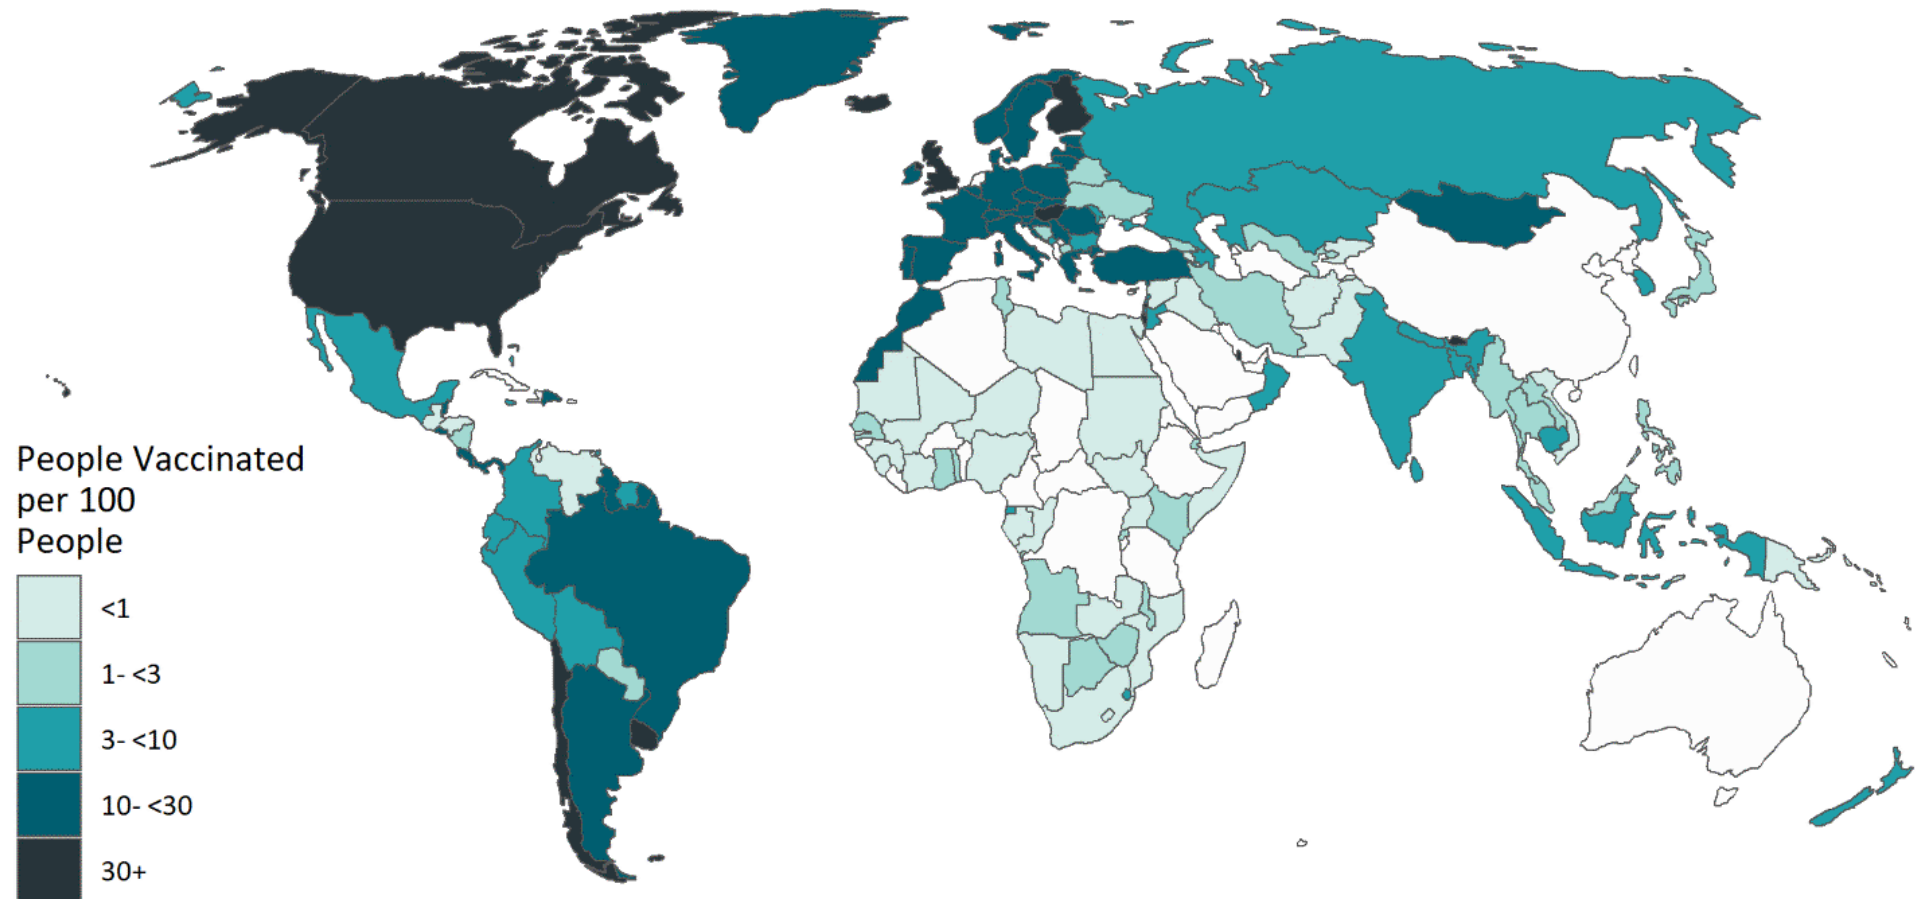 People Vaccinated
per 100
People
<1
1- <3
3- <10
10- <30
30+